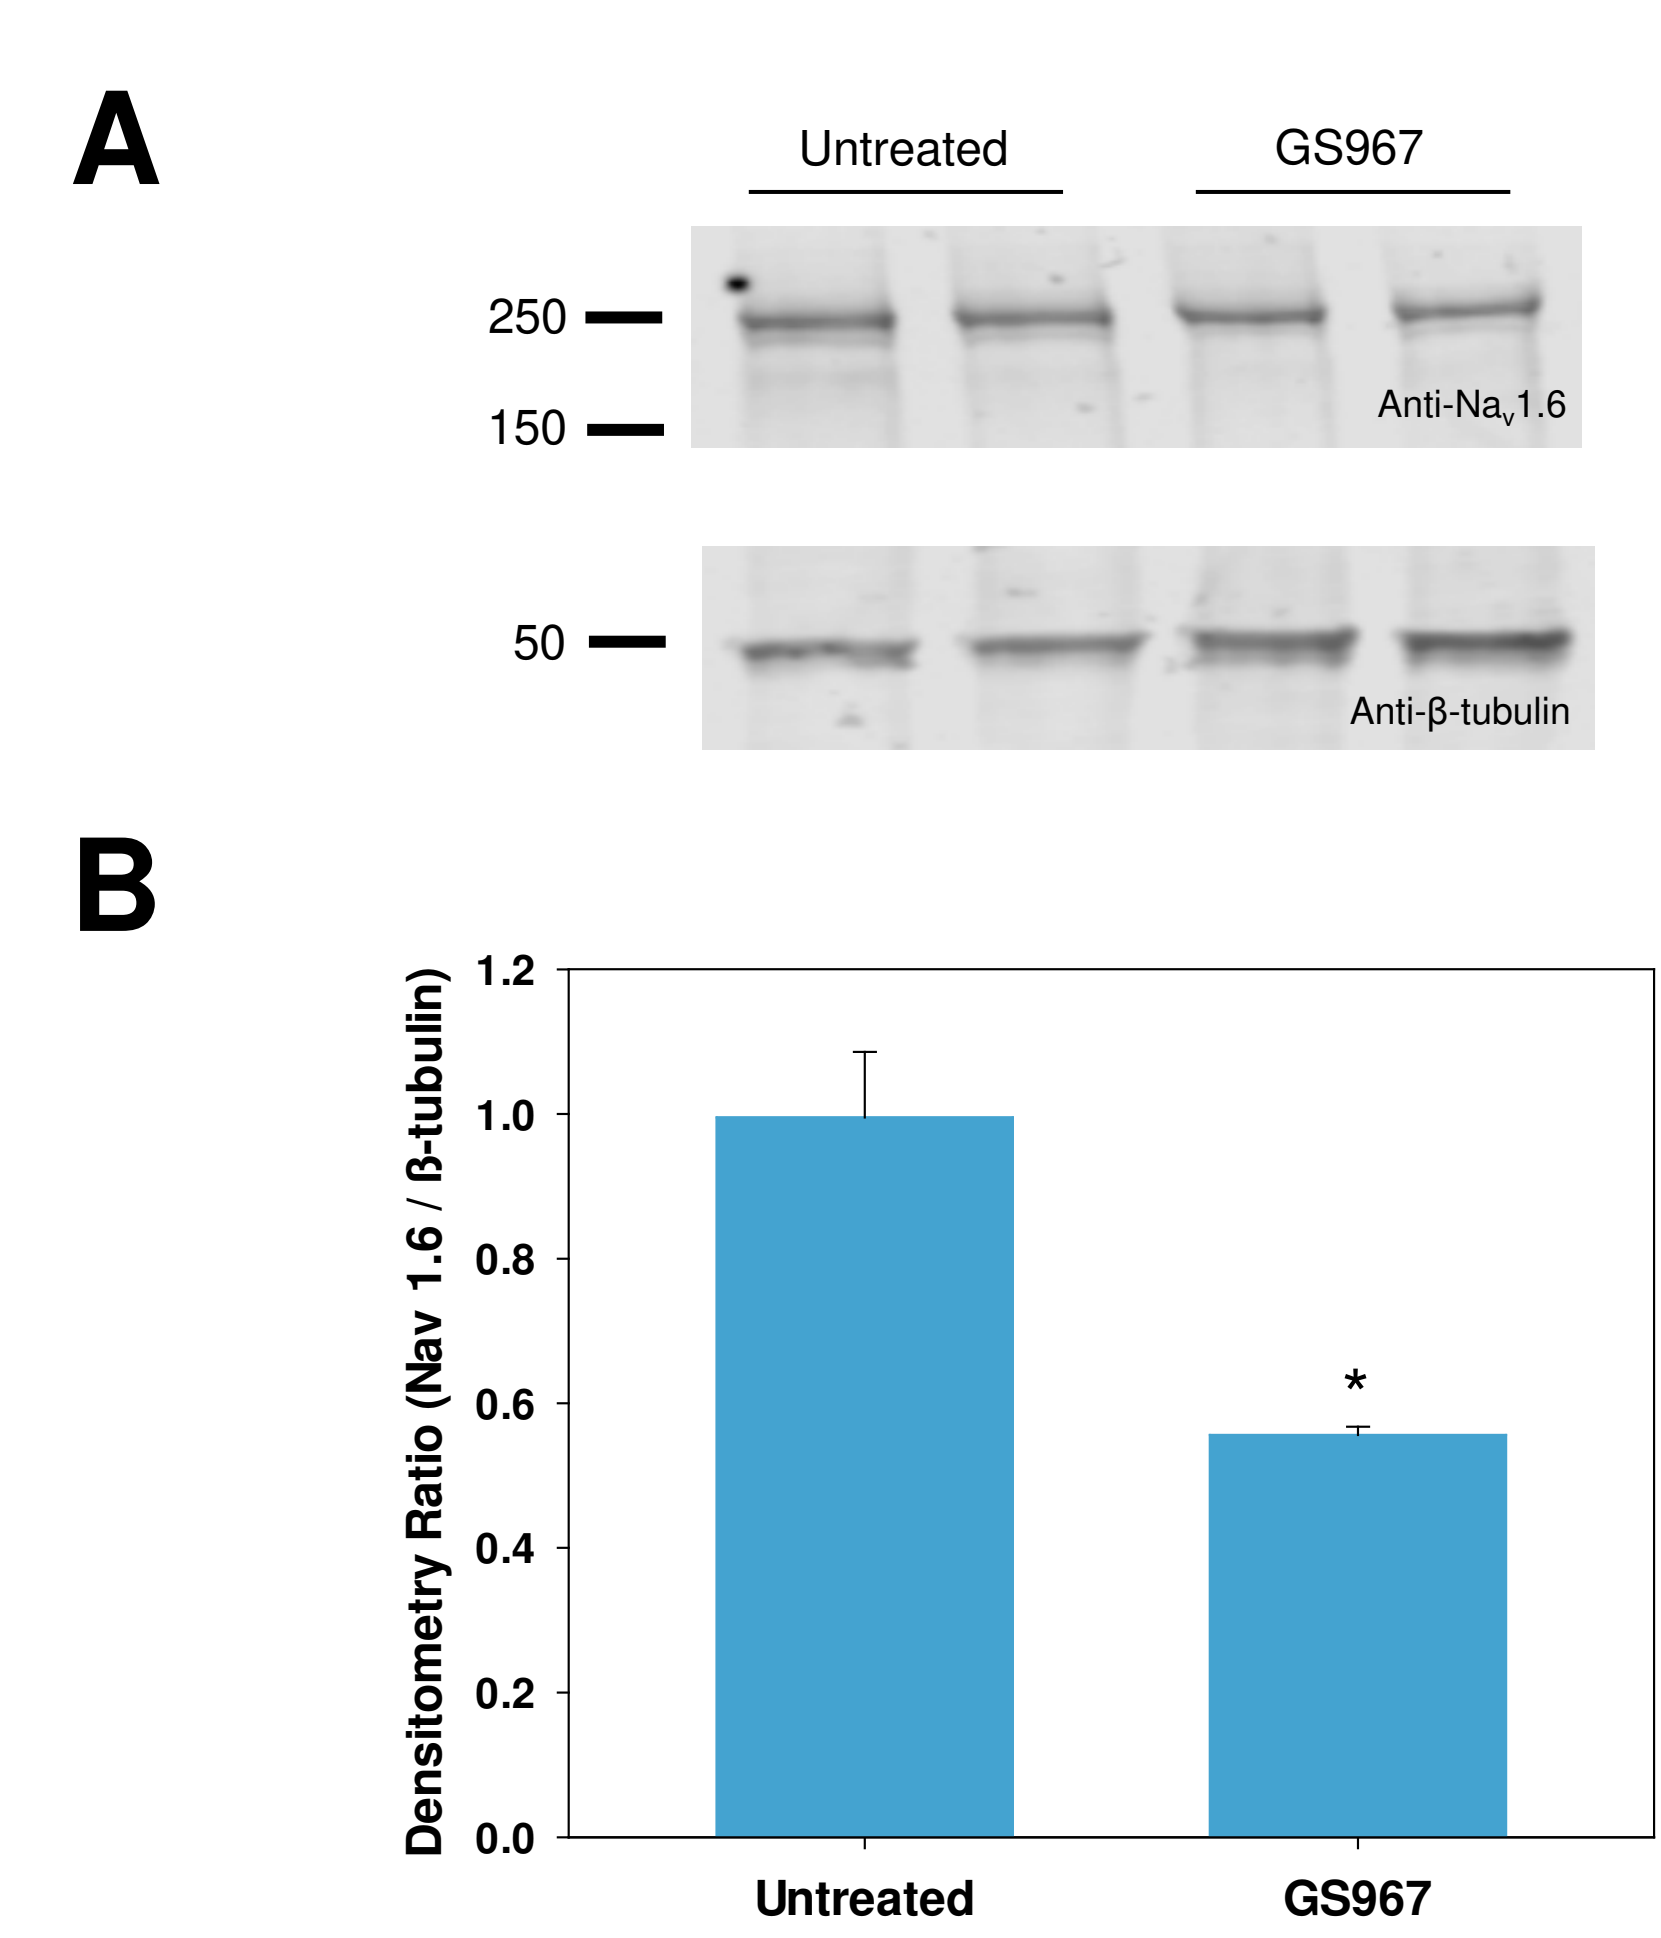 A
Untreated GS967
250
150
Anti-Nav1.6
50
Anti-β-tubulin
B
Densitometry Ratio (Nav 1.6 / ß-tubulin)
1.2
1.0
0.8
0.6
*
0.4
0.2
0.0
Untreated GS967